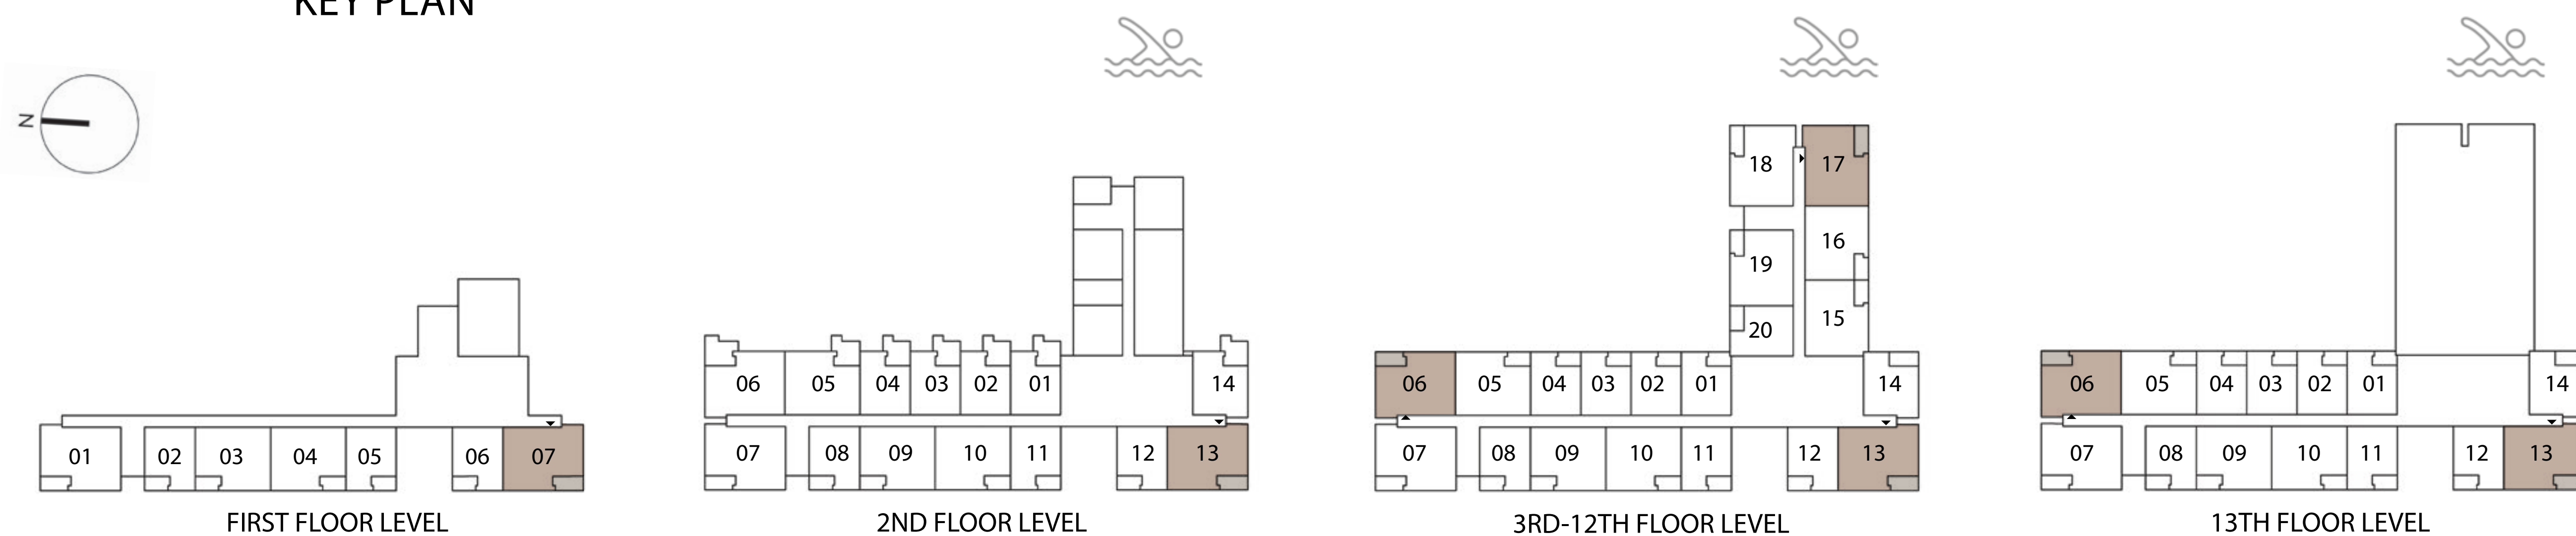 KEY PLAN
N
18 17
16
19
15
20
06 05 04 03 02 01 14
06 05 04 03 02 01 14
06 05 04 03 02 01 14
01 02 03 04 05 06 07
07 08 09 10 11 12 13
07 08 09 10 11 12 13
07 08 09 10 11 12 13
FIRST FLOOR LEVEL
2ND FLOOR LEVEL
3RD-12TH FLOOR LEVEL
13TH FLOOR LEVEL